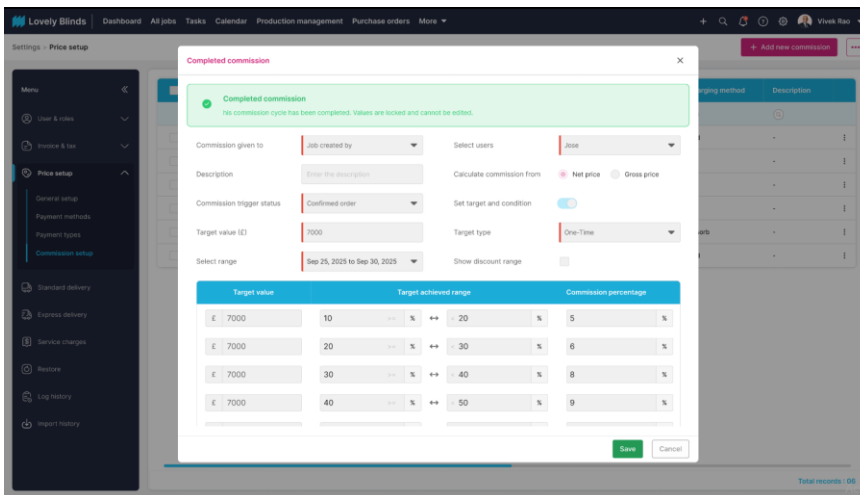 Lovely Blinds
Dashboard All jobs Tasks Calendar Production management Purchase orders More
Vivek Rao
Settings > Price setup
+ Add new commission
Menu
User & roles
Invoice & tax
Price setup
General setup
Payment methods
Payment types
Commission setup
Standard delivery
Express delivery
Service charges
Restore
Log history
Import history
Description
Completed commission
Completed commission
his commission cycle has been completed. Values are locked and cannot be edited.
Commission given to Job created by Select users Jose
Description Enter the description Calculate commission from Net price Gross price
Commission trigger status Confirmed order Set target and condition
Target value (£) 7000 Target type One-Time
Select range Sep 25, 2025 to Sep 30, 2025 Show discount range
Target value Target achieved range Commission percentage
£ 7000 10 >= % ↔ < 20 % 5 %
£ 7000 20 >= % ↔ < 30 % 6 %
£ 7000 30 >= % ↔ < 40 % 8 %
£ 7000 40 >= % ↔ < 50 % 9 %
Save Cancel
Total records : 06